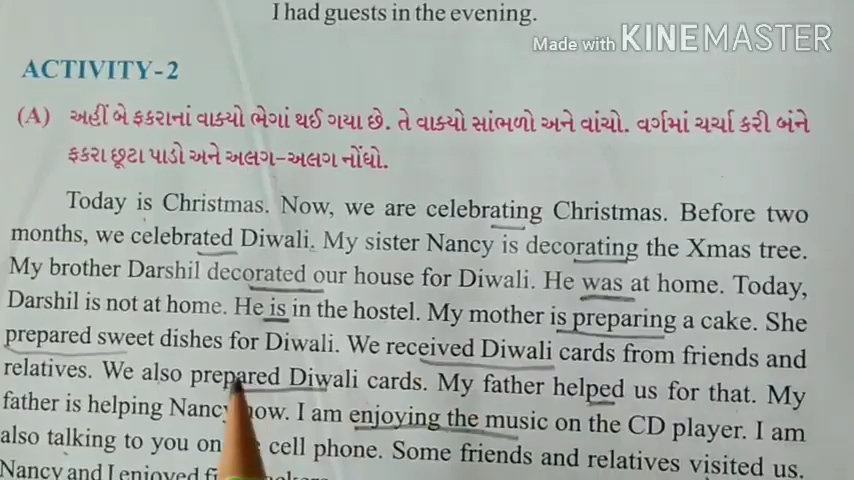 I had guests in the evening.
Made with KINEMASTER
ACTIVITY-2
(A) અહીં બે ફકરાનાં વાક્યો ભેગાં થઈ ગયા છે. તે વાક્યો સાંભળો અને વાંચો. વર્ગમાં ચર્ચા કરી બંને
ફકરા છૂટા પાડો અને અલગ-અલગ નોંધો.
Today is Christmas. Now, we are celebrating Christmas. Before two
months, we celebrated Diwali. My sister Nancy is decorating the Xmas tree.
My brother Darshil decorated our house for Diwali. He was at home. Today,
Darshil is not at home. He is in the hostel. My mother is preparing a cake. She
prepared sweet dishes for Diwali. We received Diwali cards from friends and
relatives. We also prepared Diwali cards. My father helped us for that. My
father is helping Nancy now. I am enjoying the music on the CD player. I am
also talking to you on cell phone. Some friends and relatives visited us.
Nancy and I enjoyed